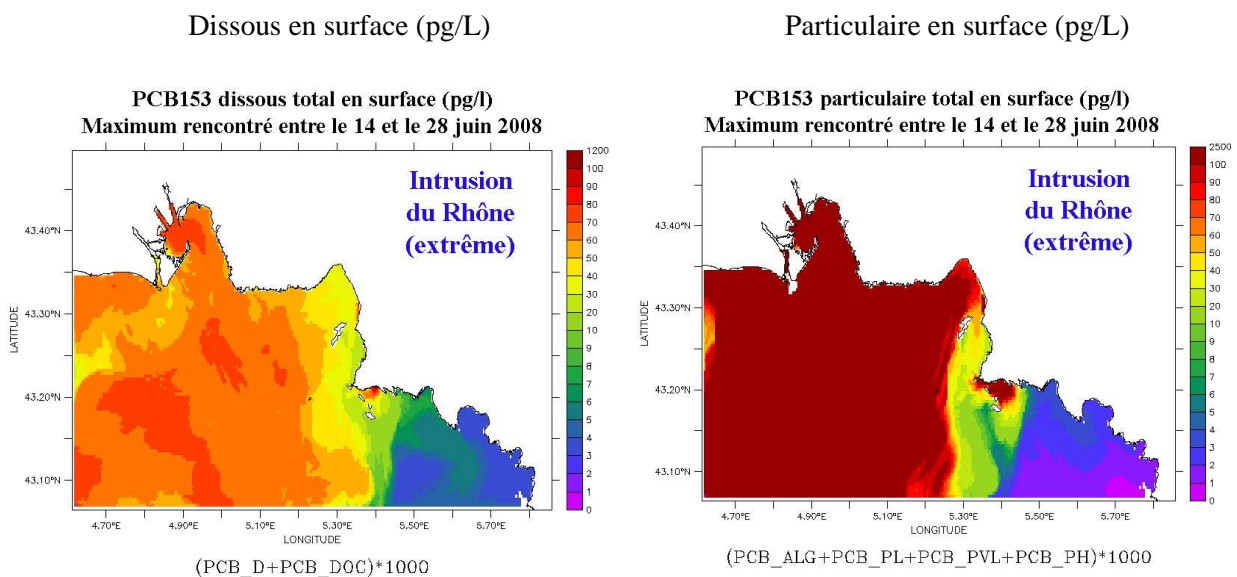 Dissous en surface (pg/L)
Particulaire en surface (pg/L)
PCB153 dissous total en surface (pg/l)
Maximum rencontré entre le 14 et le 28 juin 2008
Intrusion
du Rhône
(extrême)
1200
100
90
80
70
60
50
40
30
20
10
9
8
7
6
5
4
3
2
1
0
43.40°N
43.30°N
43.20°N
43.10°N
LATITUDE
4.70°E
4.90°E
5.10°E
5.30°E
5.50°E
5.70°E
LONGITUDE
(PCB_D+PCB_DOC)*1000
PCB153 particulaire total en surface (pg/l)
Maximum rencontré entre le 14 et le 28 juin 2008
Intrusion
du Rhône
(extrême)
2500
100
90
80
70
60
50
40
30
20
10
9
8
7
6
5
4
3
2
1
0
43.40°N
43.30°N
43.20°N
43.10°N
LATITUDE
4.70°E
4.90°E
5.10°E
5.30°E
5.50°E
5.70°E
LONGITUDE
(PCB_ALG+PCB_PL+PCB_PVL+PCB_PH)*1000